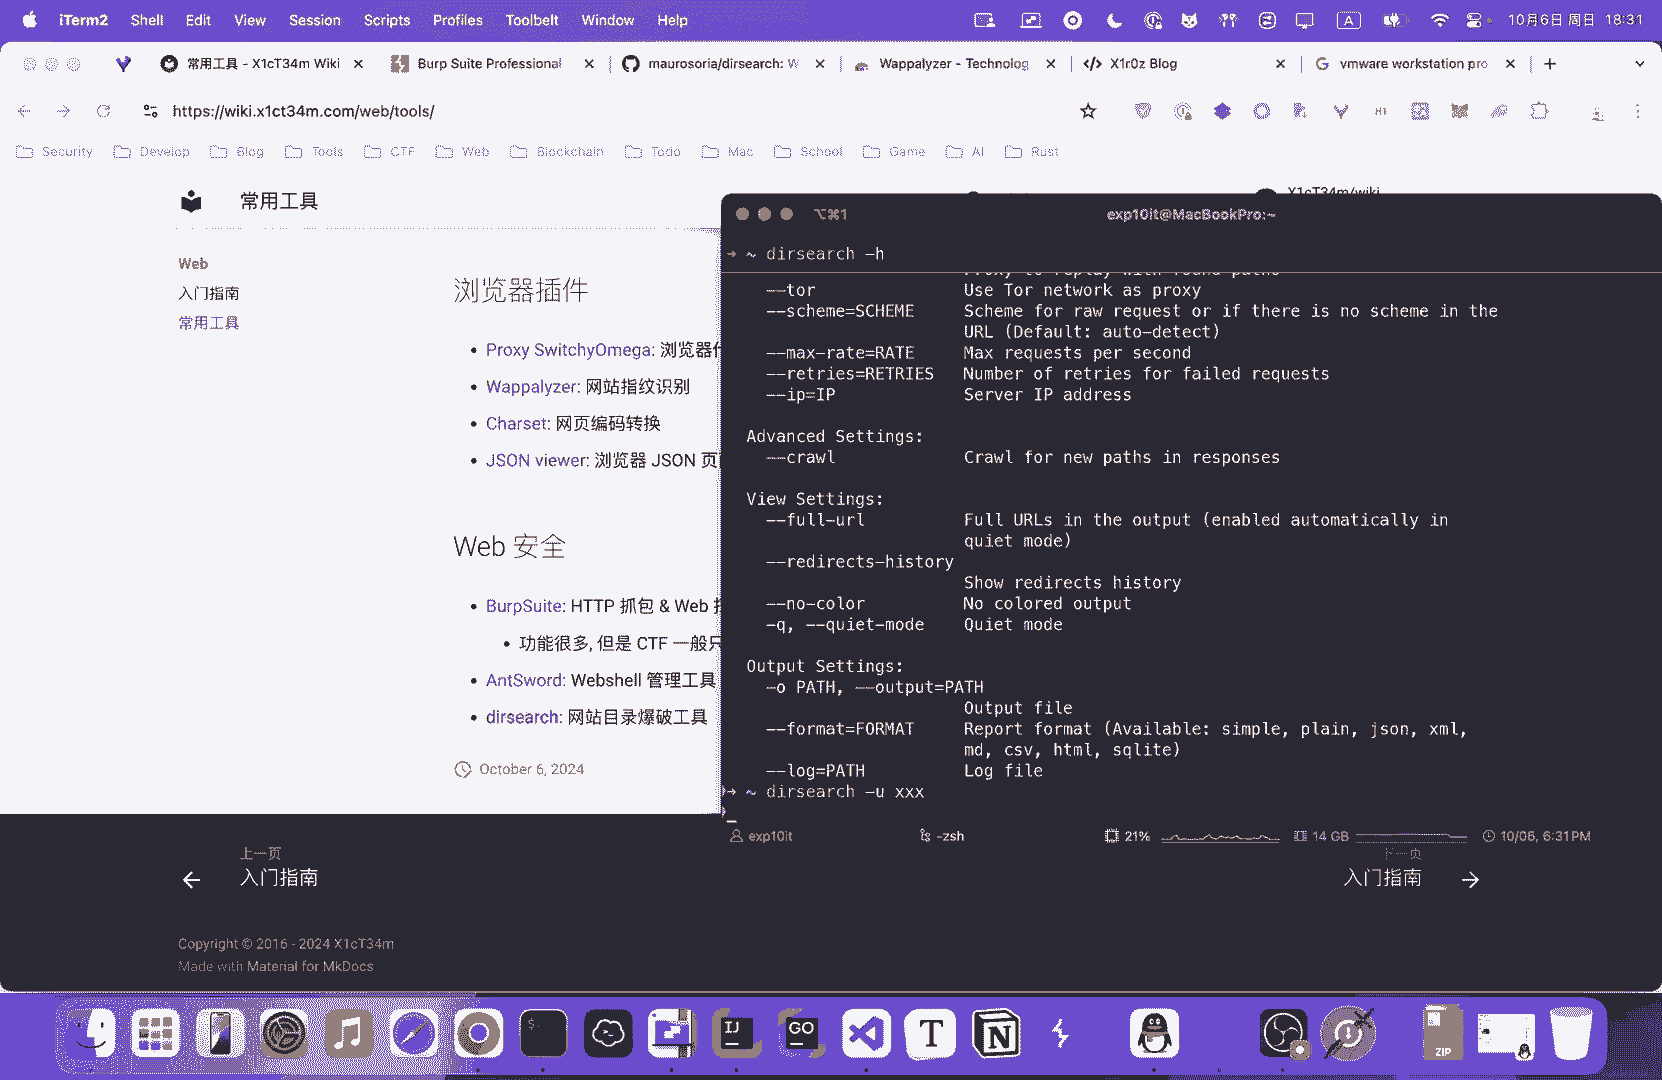 iTerm2 Shell Edit View Session Scripts Profiles Toolbelt Window Help
A
10月6日 周日 18:31
常用工具 - X1cT34m Wiki
Burp Suite Professional
maurosoria/dirsearch: W
Wappalyzer - Technolog
X1r0z Blog
vmware workstation pro
https://wiki.x1ct34m.com/web/tools/
Security Develop Blog Tools CTF Web Blockchain Todo Mac School Game AI Rust
常用工具
X1cT34m/wiki
Web
入门指南
常用工具
浏览器插件
Proxy SwitchyOmega: 浏览器
Wappalyzer: 网站指纹识别
Charset: 网页编码转换
JSON viewer: 浏览器 JSON 页
Web 安全
BurpSuite: HTTP 抓包 & Web
功能很多, 但是 CTF 一般只
AntSword: Webshell 管理工具
dirsearch: 网站目录爆破工具
October 6, 2024
⌥⌘1
exp10it@MacBookPro:~
➜ ~ dirsearch -h
Proxy to replay with found paths
--tor Use Tor network as proxy
--scheme=SCHEME Scheme for raw request or if there is no scheme in the
URL (Default: auto-detect)
--max-rate=RATE Max requests per second
--retries=RETRIES Number of retries for failed requests
--ip=IP Server IP address
Advanced Settings:
--crawl Crawl for new paths in responses
View Settings:
--full-url Full URLs in the output (enabled automatically in
quiet mode)
--redirects-history
Show redirects history
--no-color No colored output
-q, --quiet-mode Quiet mode
Output Settings:
-o PATH, --output=PATH
Output file
--format=FORMAT Report format (Available: simple, plain, json, xml,
md, csv, html, sqlite)
--log=PATH Log file
➜ ~ dirsearch -u xxx
exp10it -zsh 21% 14 GB 10/06, 6:31 PM
上一页
入门指南
下一页
入门指南
Copyright © 2016 - 2024 X1cT34m
Made with Material for MkDocs
IJ
GO
T
N
ZIP